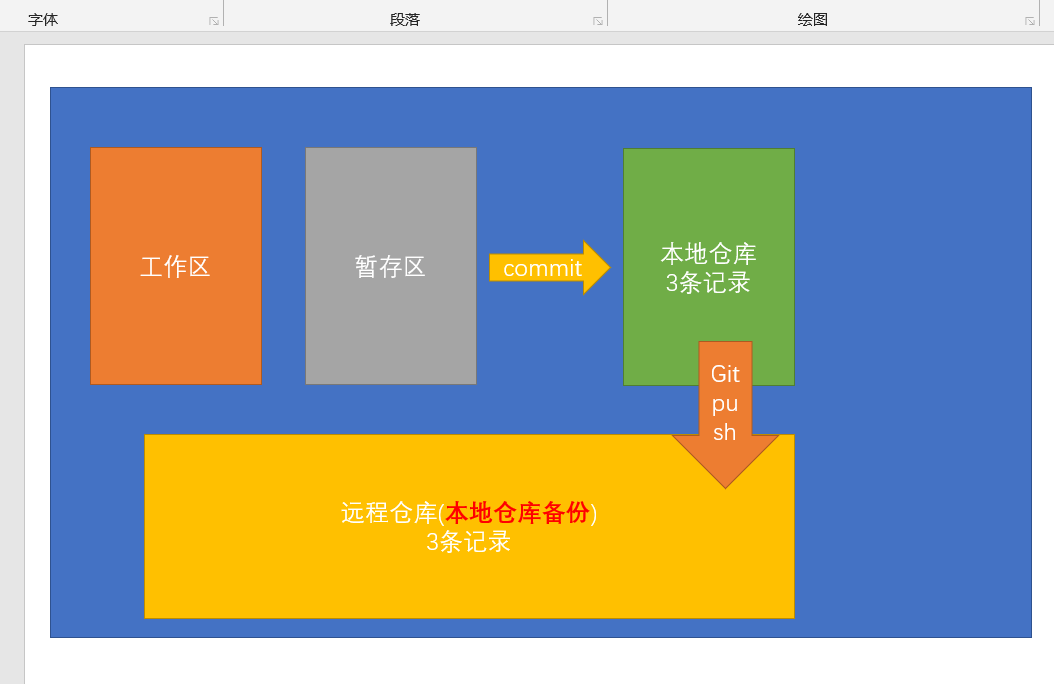 字体
段落
绘图
工作区
暂存区
commit
本地仓库
3条记录
Git
pu
sh
远程仓库(本地仓库备份)
3条记录